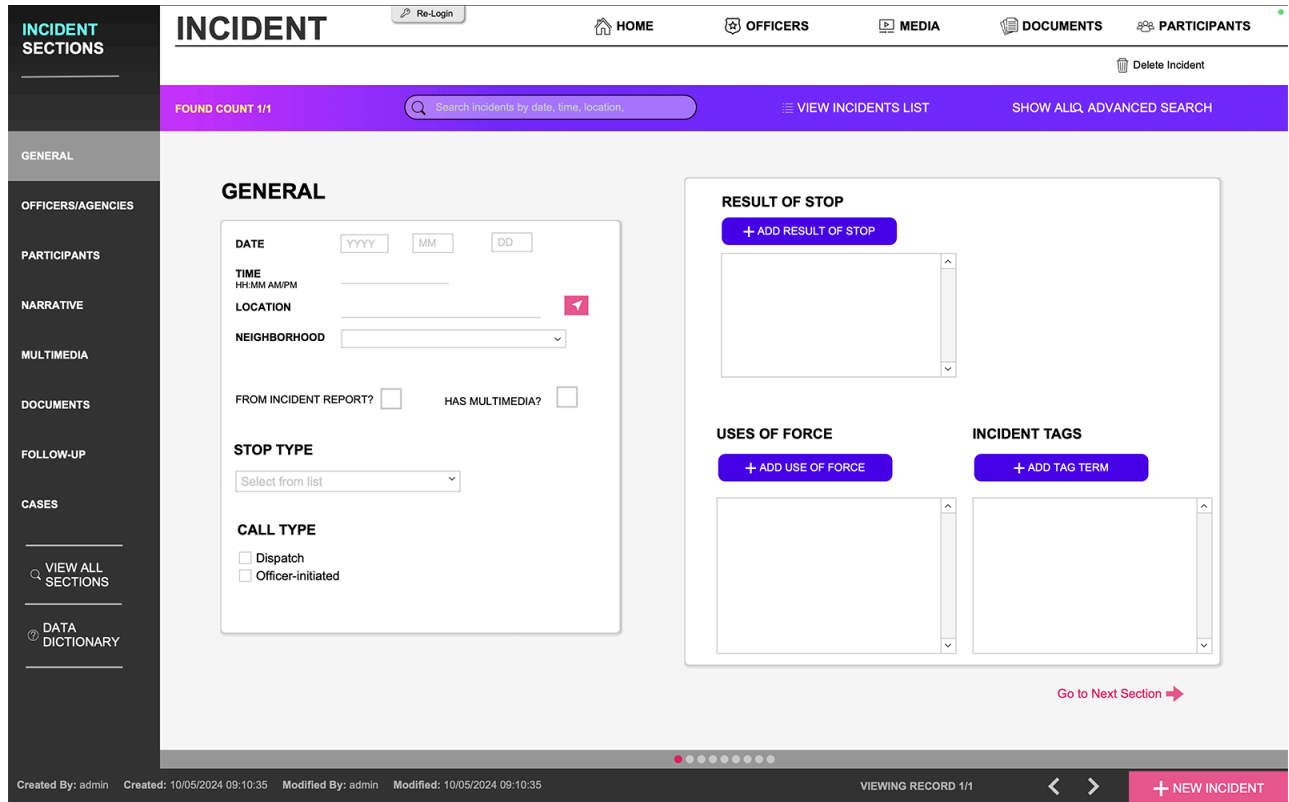 INCIDENT
SECTIONS
INCIDENT
Re-Login
HOME
OFFICERS
MEDIA
DOCUMENTS
PARTICIPANTS
Delete Incident
FOUND COUNT 1/1
Search incidents by date, time, location,
VIEW INCIDENTS LIST
SHOW ALL
ADVANCED SEARCH
GENERAL
OFFICERS/AGENCIES
PARTICIPANTS
NARRATIVE
MULTIMEDIA
DOCUMENTS
FOLLOW-UP
CASES
VIEW ALL
SECTIONS
DATA
DICTIONARY
GENERAL
DATE
YYYY
MM
DD
TIME
HH:MM AM/PM
LOCATION
NEIGHBORHOOD
FROM INCIDENT REPORT?
HAS MULTIMEDIA?
STOP TYPE
Select from list
CALL TYPE
Dispatch
Officer-initiated
RESULT OF STOP
+ ADD RESULT OF STOP
USES OF FORCE
+ ADD USE OF FORCE
INCIDENT TAGS
+ ADD TAG TERM
Go to Next Section
Created By: admin Created: 10/05/2024 09:10:35 Modified By: admin Modified: 10/05/2024 09:10:35
VIEWING RECORD 1/1
+ NEW INCIDENT